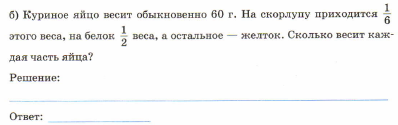 б) Куриное яйцо весит обыкновенно 60 г. На скорлупу приходится 1/6
этого веса, на белок 1/2 веса, а остальное — желток. Сколько весит каж-
дая часть яйца?
Решение:
Ответ: